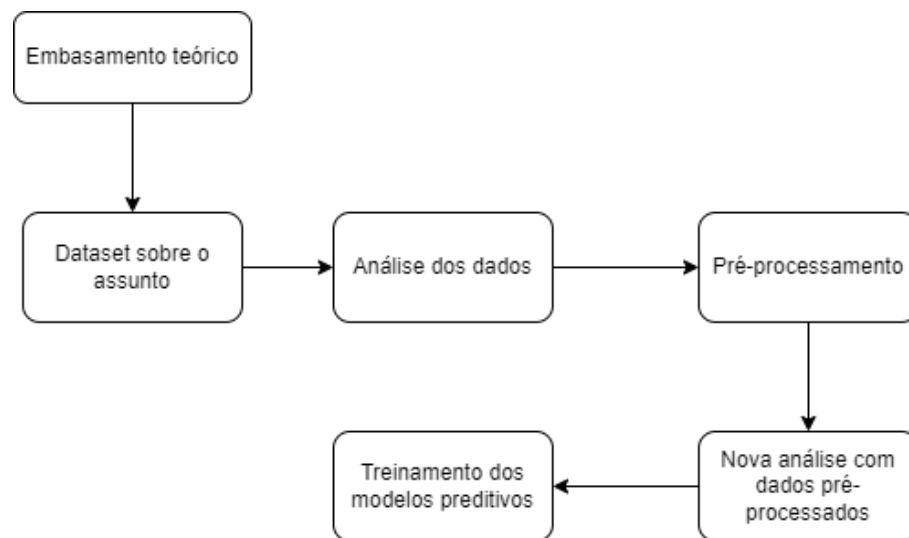 Embasamento teórico
Dataset sobre o
assunto
Análise dos dados
Pré-processamento
Nova análise com
dados pré-
processados
Treinamento dos
modelos preditivos